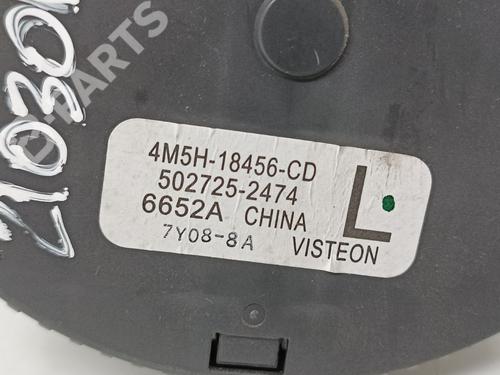 B-PARTS
4M5H-18456-CD
502725-2474
6652A CHINA
L
7Y08-8A VISTEON